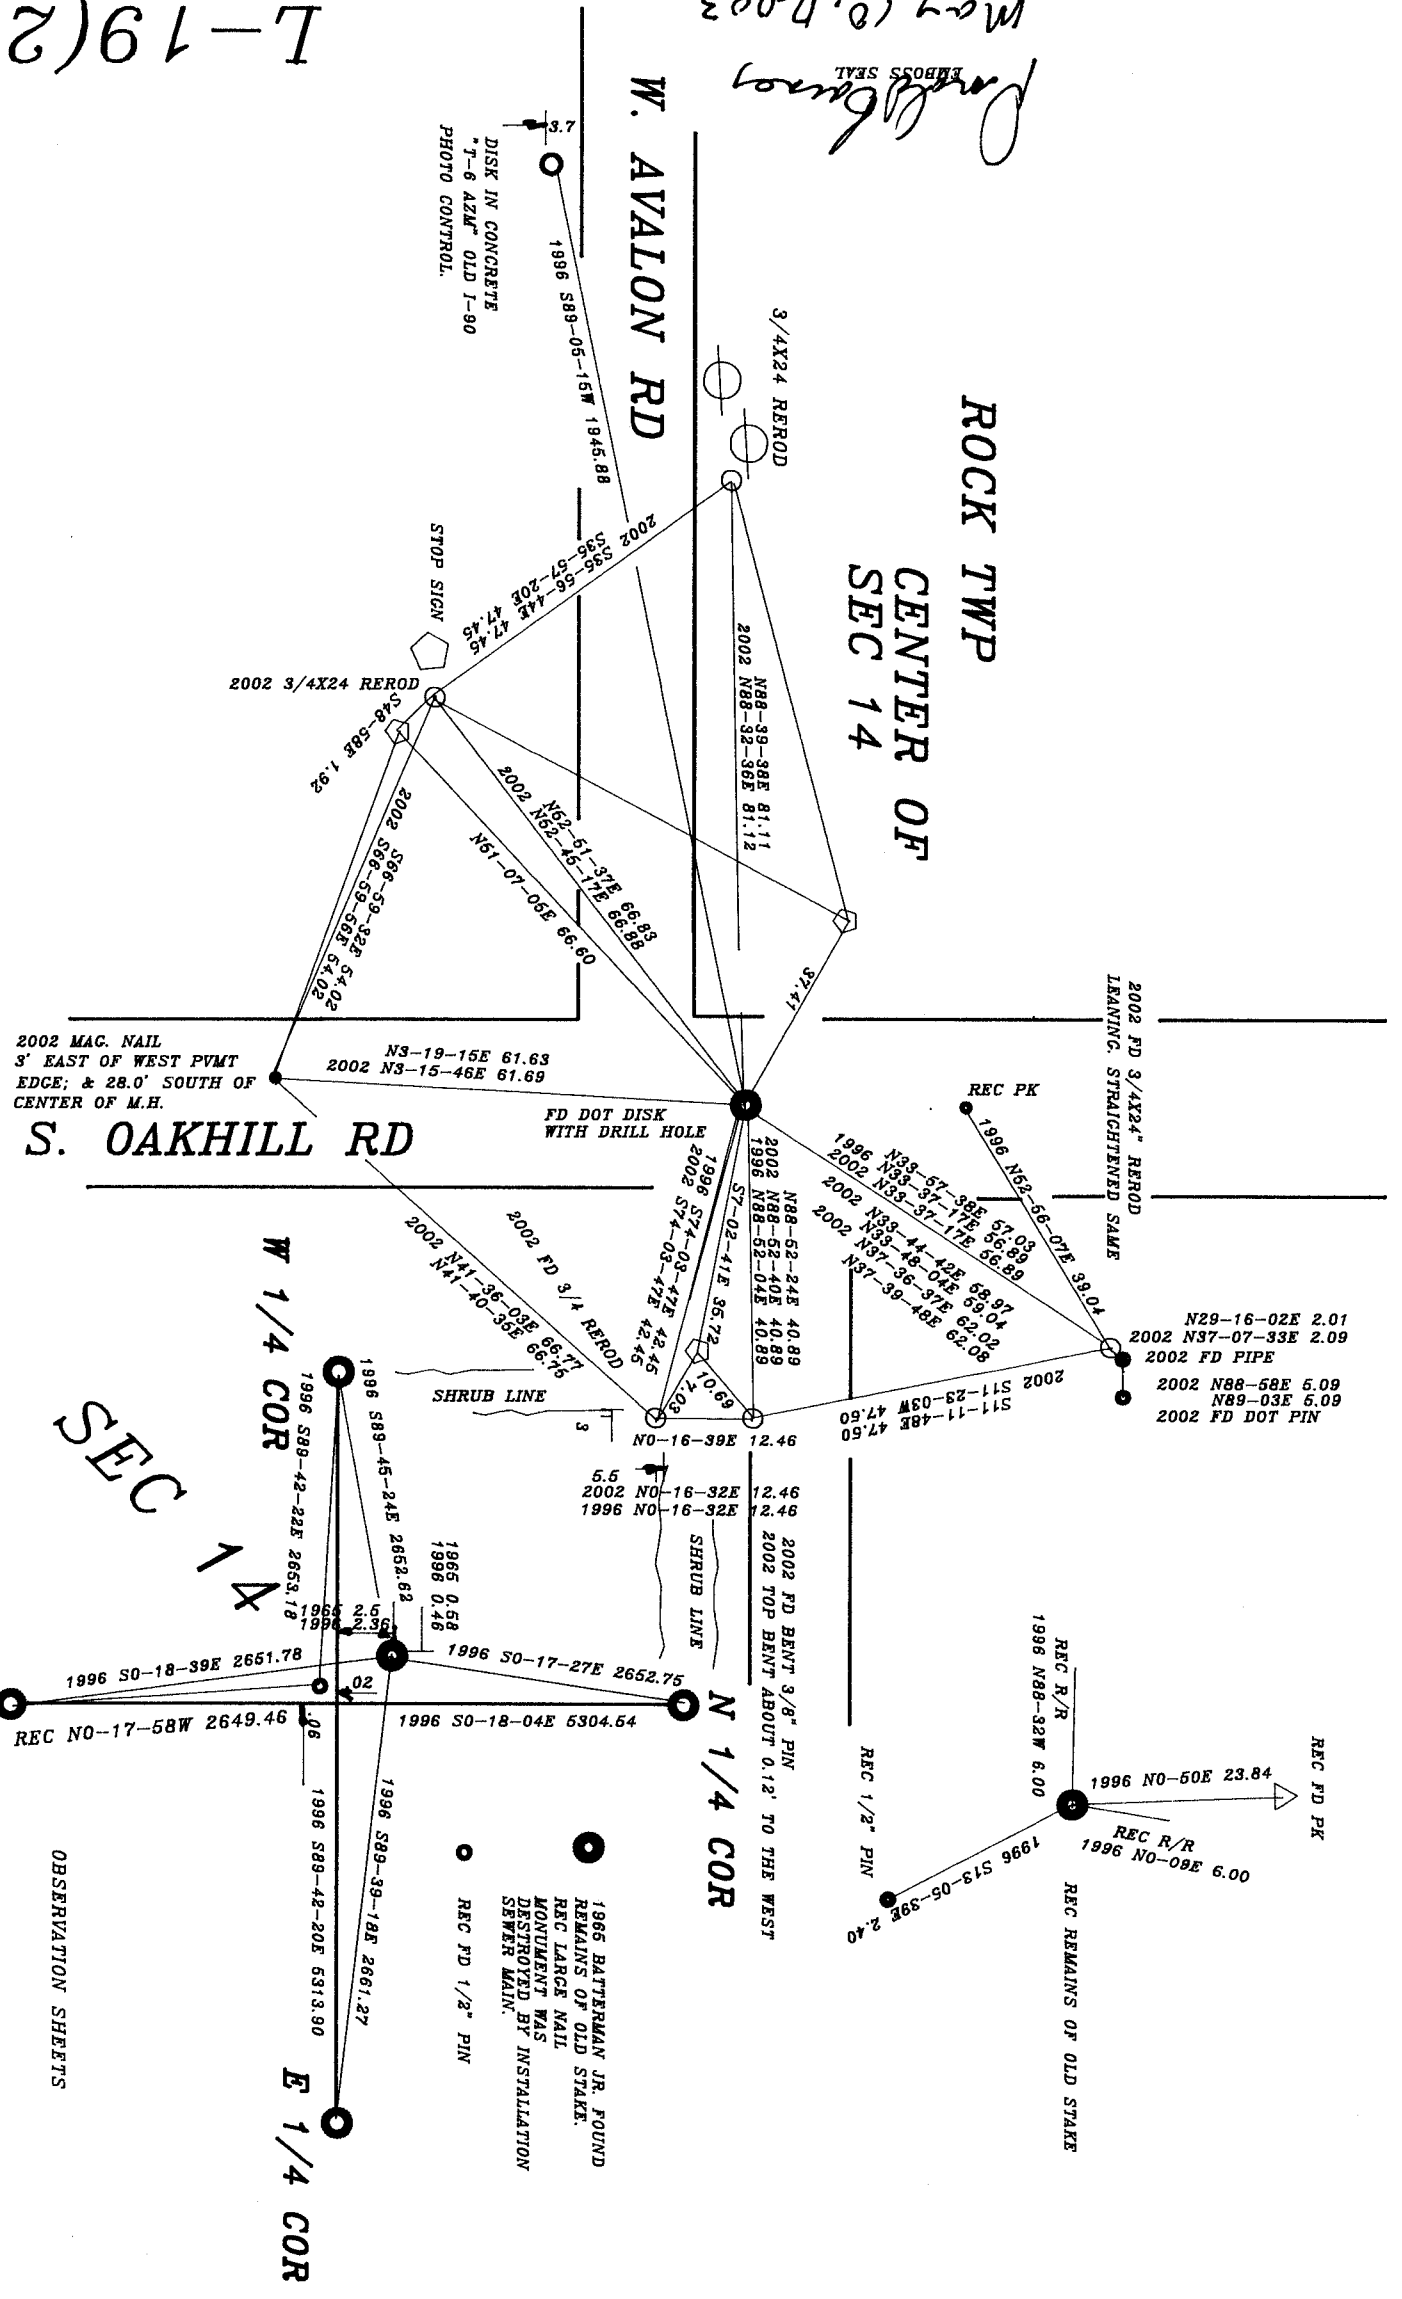 L-19(2
May 10, 2003
EMBOSS SEAL
W. AVALON RD
3.7
DISK IN CONCRETE
"T-6 AZM" OLD I-90
PHOTO CONTROL.
1996 S89-05-15W 1945.88
3/4X24 REROD
ROCK TWP
CENTER OF
SEC 14
2002 S35-56-44E 47.45
S35-57-20E 47.45
STOP SIGN
2002 3/4X24 REROD
S48-58E 1.92
N88-39-38E 81.11
2002 N88-32-36E 81.12
N52-51-37E 66.83
2002 N52-45-17E 66.88
N51-07-05E 66.60
S66-59-32E 54.02
2002 S66-59-56E 54.02
37.41
2002 FD 3/4X24" REROD
LEANING. STRAIGHTENED SAME
2002 MAG. NAIL
3' EAST OF WEST PVMT
EDGE; & 28.0' SOUTH OF
CENTER OF M.H.
N3-19-15E 61.63
2002 N3-15-46E 61.69
FD DOT DISK
WITH DRILL HOLE
S. OAKHILL RD
REC PK
1996 N52-56-07E 39.04
N33-57-38E 57.03
1996 N33-37-17E 56.89
2002 N33-37-17E 56.89
2002 N33-44-42E 58.97
N33-48-04E 59.04
2002 N37-36-37E 62.02
N37-39-48E 62.08
N88-52-24E 40.89
2002 N88-52-40E 40.89
1996 N88-52-04E 40.89
S7-02-41E 35.72
1996 S74-03-47E 42.45
2002 S74-03-47E 42.45
2002 FD 3/4 REROD
2002 N41-36-03E 66.77
N41-40-35E 66.75
10.69
7.03
N29-16-02E 2.01
2002 N37-07-33E 2.09
2002 FD PIPE
2002 N88-58E 5.09
N89-03E 5.09
2002 FD DOT PIN
2002 S11-23-03W 47.60
S11-11-48E 47.60
SHRUB LINE
3
N0-16-39E 12.46
5.5
2002 N0-16-32E 12.46
1996 N0-16-32E 12.46
SHRUB LINE
2002 FD BENT 3/8" PIN
2002 TOP BENT ABOUT 0.12' TO THE WEST
W 1/4 COR
SEC 14
1996 S89-45-24E 2652.62
1996 S89-42-22E 2653.18
1965 0.58
1996 0.46
1965 2.5
1996 2.36
1996 S0-18-39E 2651.78
1996 S0-17-27E 2652.75
.02
.06
REC N0-17-58W 2649.46
1996 S0-18-04E 5304.54
N 1/4 COR
1996 S89-39-18E 2661.27
1996 S89-42-20E 5313.90
E 1/4 COR
REC R/R
1996 N88-32W 6.00
1996 N0-50E 23.84
REC FD PK
REC R/R
1996 N0-09E 6.00
REC 1/2" PIN
1996 S13-05-39E 2.40
REC REMAINS OF OLD STAKE
1965 BATTERMAN JR. FOUND
REMAINS OF OLD STAKE.
REC LARGE NAIL
MONUMENT WAS
DESTROYED BY INSTALLATION
SEWER MAIN.
REC FD 1/2" PIN
OBSERVATION SHEETS